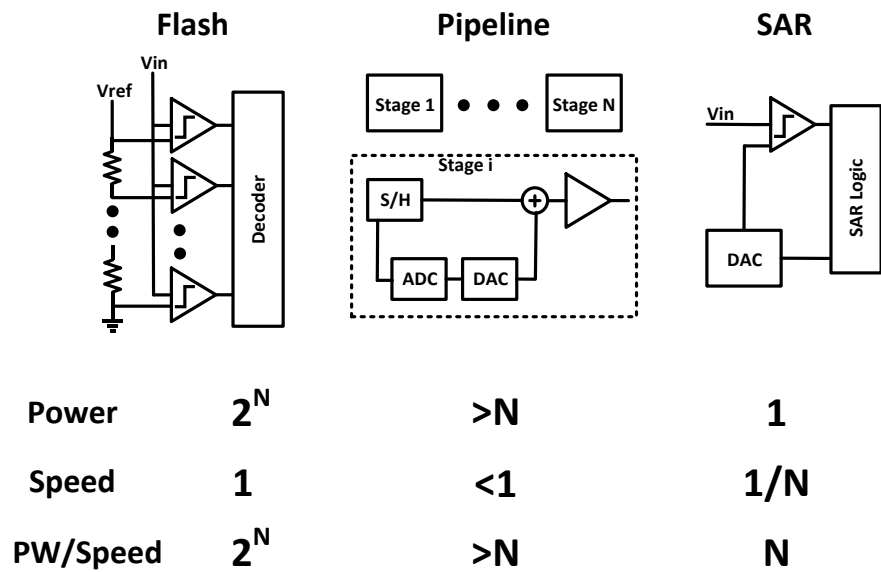 Flash Pipeline SAR
Vin
Vref
Decoder
Stage 1 Stage N
Stage i
S/H
ADC DAC
Vin
DAC
SAR Logic
Power 2^N >N 1
Speed 1 <1 1/N
PW/Speed 2^N >N N